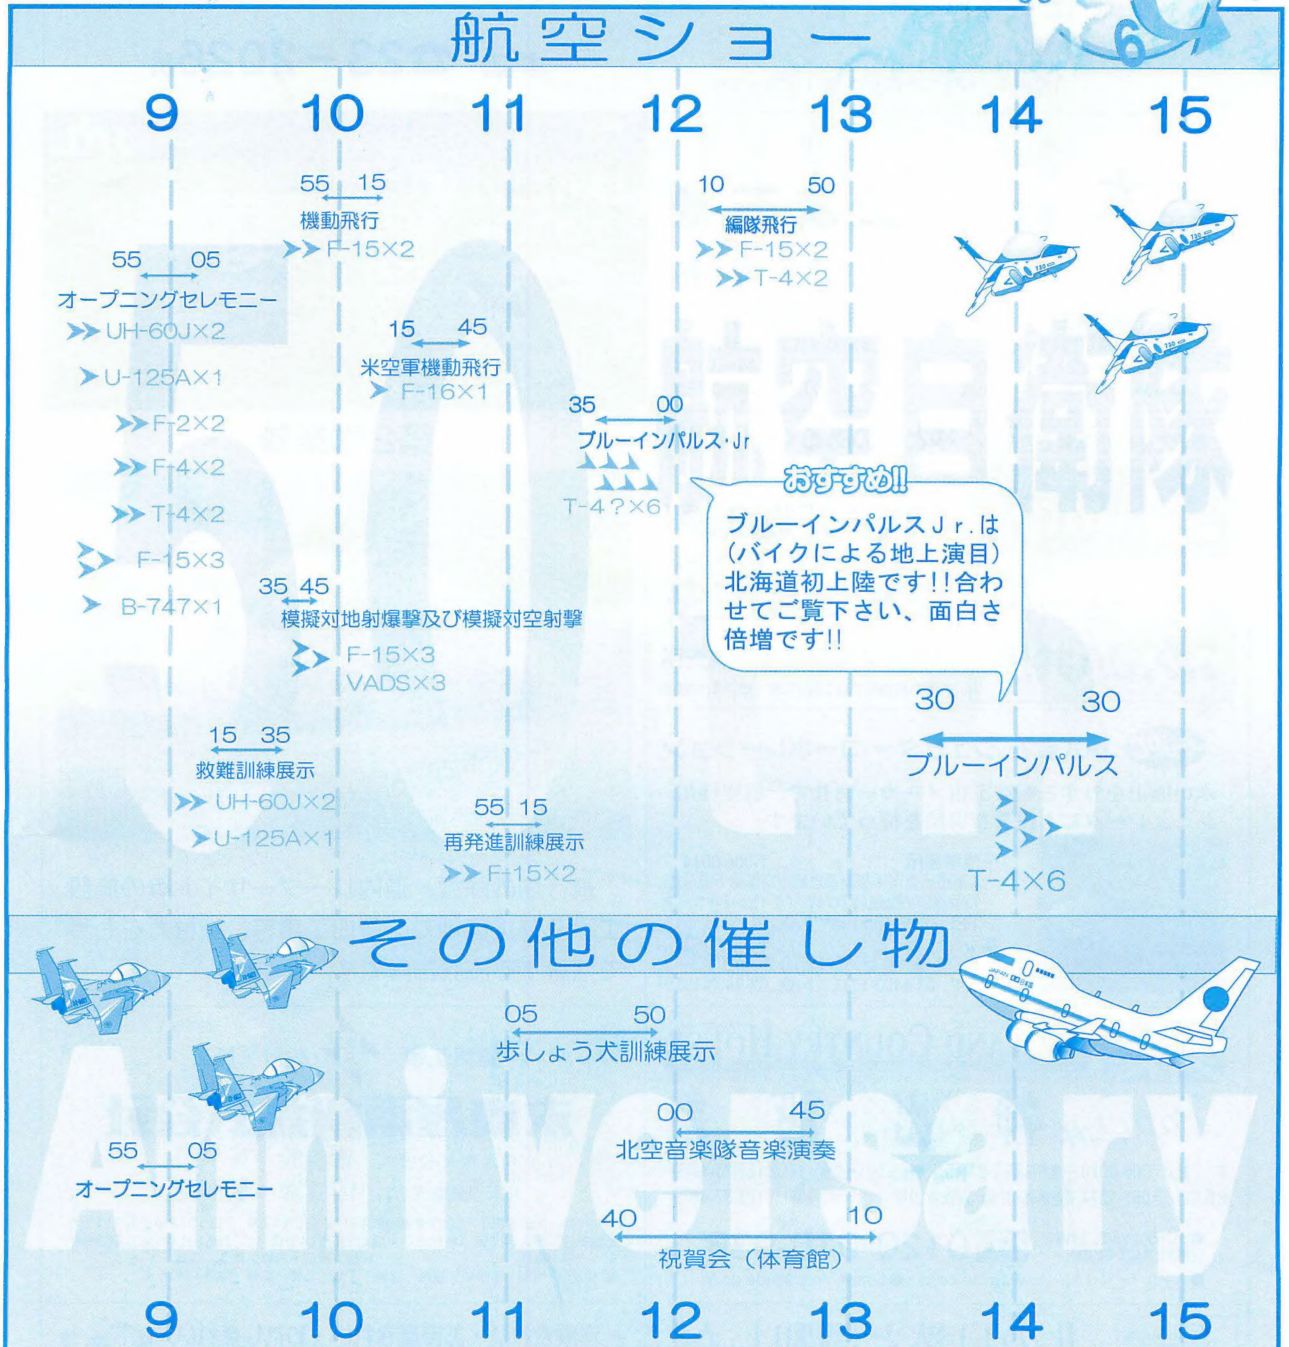 航空ショー
9 10 11 12 13 14 15
55 15
機動飛行
F-15×2
10 50
編隊飛行
F-15×2
T-4×2
55 05
オープニングセレモニー
UH-60J×2
U-125A×1
F-2×2
F-4×2
T-4×2
F-15×3
B-747×1
15 45
米空軍機動飛行
F-16×1
35 00
ブルーインパルス・Jr
T-4?×6
おすすめ!!
ブルーインパルスJr.は
(バイクによる地上演目)
北海道初上陸です!!合わ
せてご覧下さい、面白さ
倍増です!!
35 45
模擬対地射爆撃及び模擬対空射撃
F-15×3
VADS×3
30 30
ブルーインパルス
T-4×6
15 35
救難訓練展示
UH-60J×2
U-125A×1
55 15
再発進訓練展示
F-15×2
その他の催し物
05 50
歩しょう犬訓練展示
00 45
北空音楽隊音楽演奏
55 05
オープニングセレモニー
40 10
祝賀会(体育館)
50
Anniversary
9 10 11 12 13 14 15